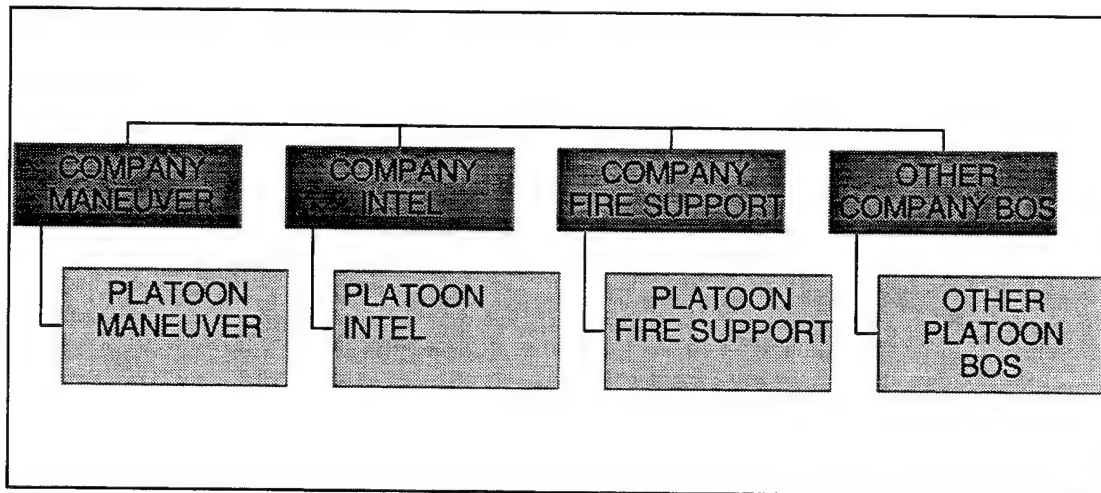 COMPANY
MANEUVER
COMPANY
INTEL
COMPANY
FIRE SUPPORT
OTHER
COMPANY BOS
PLATOON
MANEUVER
PLATOON
INTEL
PLATOON
FIRE SUPPORT
OTHER
PLATOON
BOS